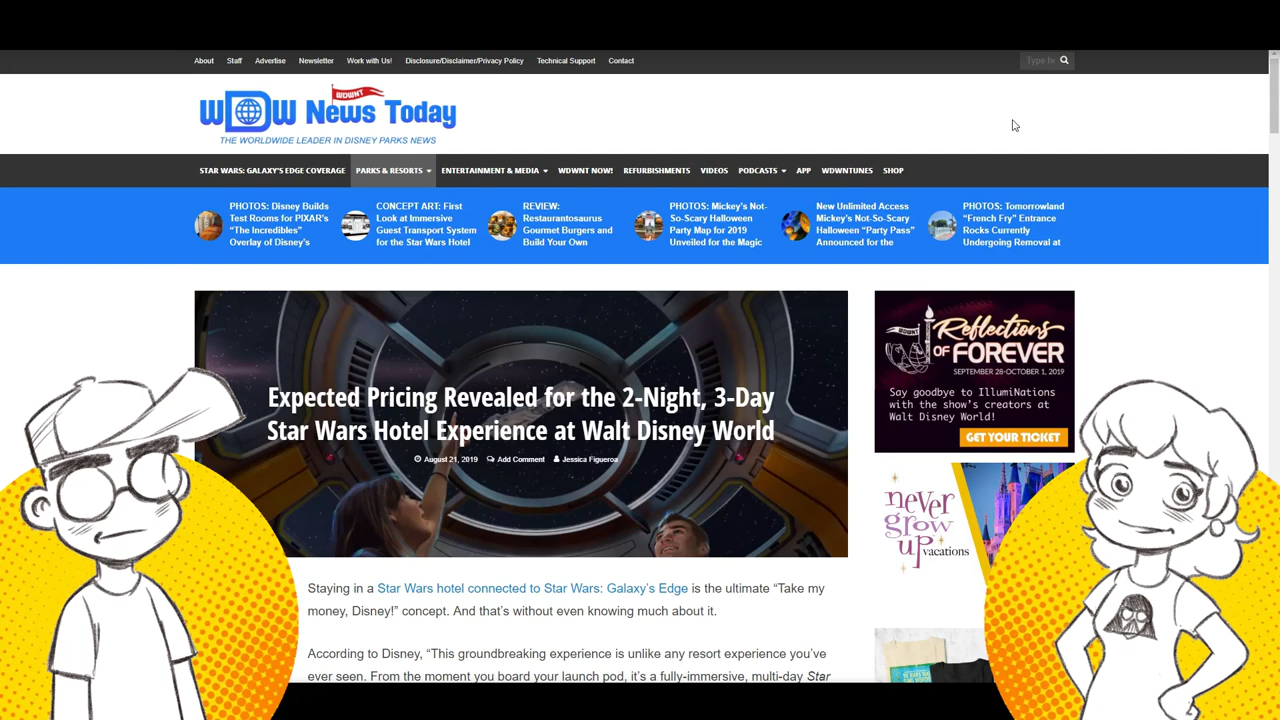 About Staff Advertise Newsletter Work with Us! Disclosure/Disclaimer/Privacy Policy Technical Support Contact
WDWNT
WDW News Today
THE WORLDWIDE LEADER IN DISNEY PARKS NEWS
STAR WARS: GALAXY'S EDGE COVERAGE PARKS & RESORTS ENTERTAINMENT & MEDIA WDWNT NOW! REFURBISHMENTS VIDEOS PODCASTS APP WDWNTUNES SHOP
PHOTOS: Disney Builds
Test Rooms for PIXAR's
“The Incredibles”
Overlay of Disney's
CONCEPT ART: First
Look at Immersive
Guest Transport System
for the Star Wars Hotel
REVIEW:
Restaurantosaurus
Gourmet Burgers and
Build Your Own
PHOTOS: Mickey's Not-
So-Scary Halloween
Party Map for 2019
Unveiled for the Magic
New Unlimited Access
Mickey's Not-So-Scary
Halloween “Party Pass”
Announced for the
PHOTOS: Tomorrowland
“French Fry” Entrance
Rocks Currently
Undergoing Removal at
Expected Pricing Revealed for the 2-Night, 3-Day
Star Wars Hotel Experience at Walt Disney World
August 21, 2019 Add Comment Jessica Figueroa
Staying in a Star Wars hotel connected to Star Wars: Galaxy's Edge is the ultimate “Take my
money, Disney!” concept. And that's without even knowing much about it.
According to Disney, “This groundbreaking experience is unlike any resort experience you've
ever seen. From the moment you board your launch pod, it's a fully-immersive, multi-day Star
WDWNT
Reflections
OF FOREVER
SEPTEMBER 28-OCTOBER 1, 2019
Say goodbye to IllumiNations
with the show's creators at
Walt Disney World!
GET YOUR TICKET
never
grow
up
vacations